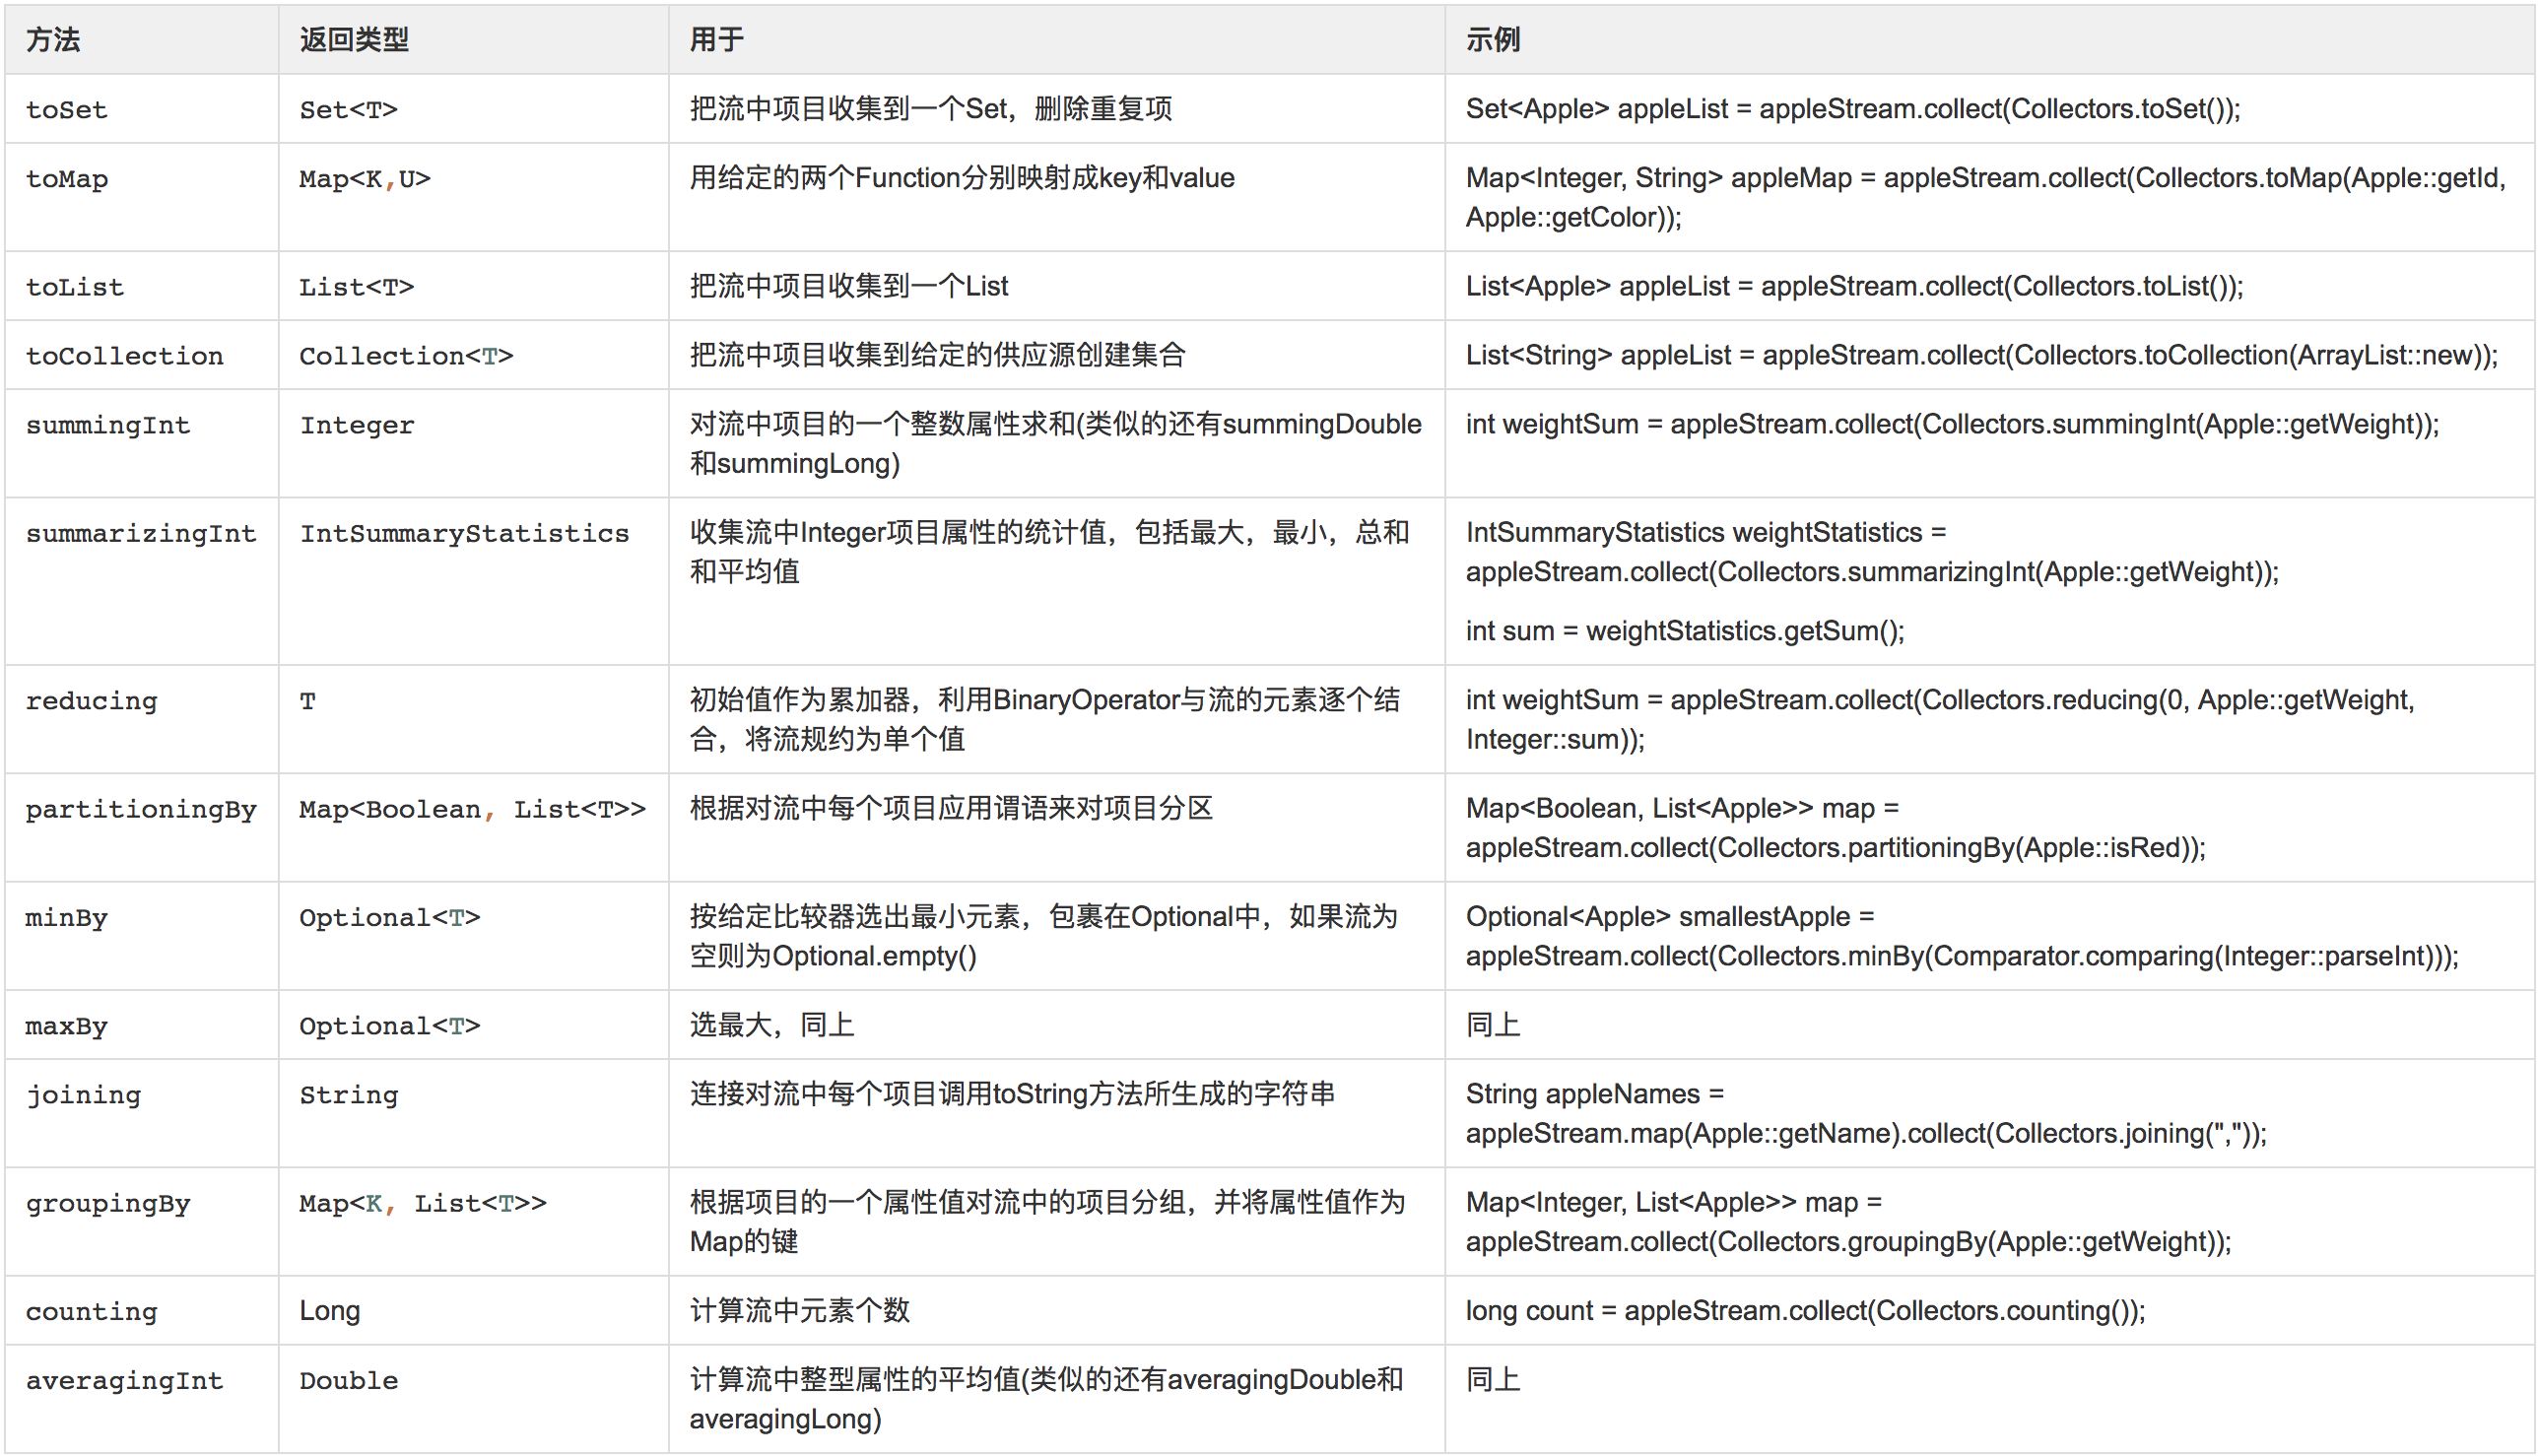 方法 返回类型 用于 示例
toSet Set<T> 把流中项目收集到一个Set，删除重复项 Set<Apple> appleList = appleStream.collect(Collectors.toSet());
toMap Map<K,U> 用给定的两个Function分别映射成key和value Map<Integer, String> appleMap = appleStream.collect(Collectors.toMap(Apple::getId,
Apple::getColor));
toList List<T> 把流中项目收集到一个List List<Apple> appleList = appleStream.collect(Collectors.toList());
toCollection Collection<T> 把流中项目收集到给定的供应源创建集合 List<String> appleList = appleStream.collect(Collectors.toCollection(ArrayList::new));
summingInt Integer 对流中项目的一个整数属性求和(类似的还有summingDouble int weightSum = appleStream.collect(Collectors.summingInt(Apple::getWeight));
和summingLong)
summarizingInt IntSummaryStatistics 收集流中Integer项目属性的统计值，包括最大，最小，总和 IntSummaryStatistics weightStatistics =
和平均值 appleStream.collect(Collectors.summarizingInt(Apple::getWeight));
int sum = weightStatistics.getSum();
reducing T 初始值作为累加器，利用BinaryOperator与流的元素逐个结 int weightSum = appleStream.collect(Collectors.reducing(0, Apple::getWeight,
合，将流规约为单个值 Integer::sum));
partitioningBy Map<Boolean, List<T>> 根据对流中每个项目应用谓语来对项目分区 Map<Boolean, List<Apple>> map =
appleStream.collect(Collectors.partitioningBy(Apple::isRed));
minBy Optional<T> 按给定比较器选出最小元素，包裹在Optional中，如果流为 Optional<Apple> smallestApple =
空则为Optional.empty() appleStream.collect(Collectors.minBy(Comparator.comparing(Integer::parseInt)));
maxBy Optional<T> 选最大，同上 同上
joining String 连接对流中每个项目调用toString方法所生成的字符串 String appleNames =
appleStream.map(Apple::getName).collect(Collectors.joining(","));
groupingBy Map<K, List<T>> 根据项目的一个属性值对流中的项目分组，并将属性值作为 Map<Integer, List<Apple>> map =
Map的键 appleStream.collect(Collectors.groupingBy(Apple::getWeight));
counting Long 计算流中元素个数 long count = appleStream.collect(Collectors.counting());
averagingInt Double 计算流中整型属性的平均值(类似的还有averagingDouble和 同上
averagingLong)